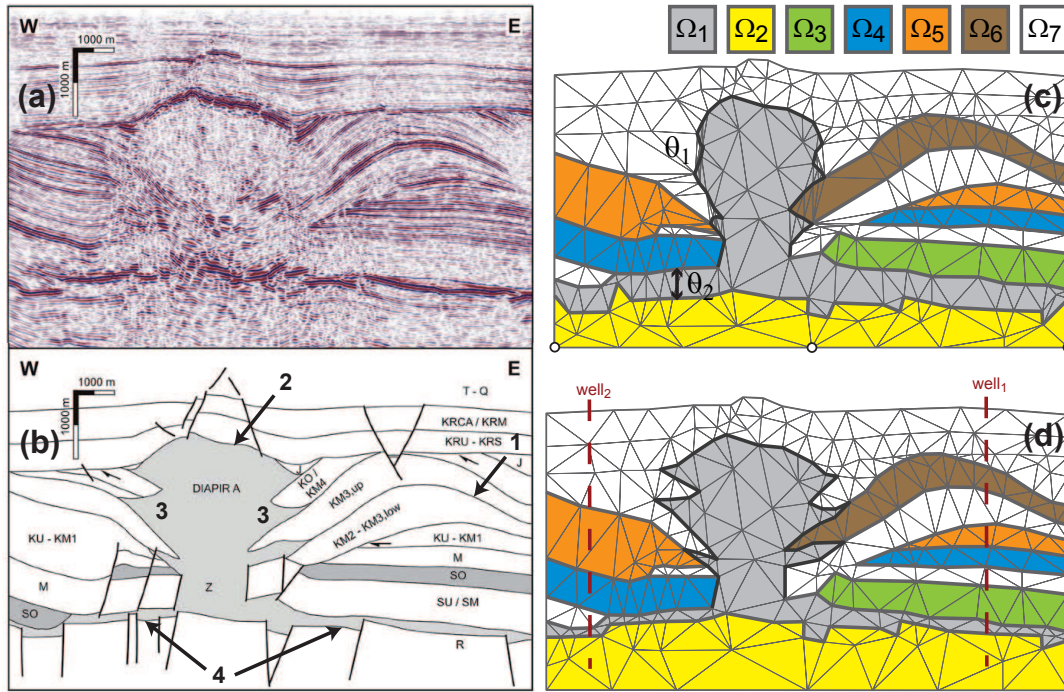 W
E
1000 m
1000 m
(a)
Ω1
Ω2
Ω3
Ω4
Ω5
Ω6
Ω7
(c)
θ1
θ2
W
E
1000 m
1000 m
2
T - Q
KRCA / KRM
KRU - KRS
1
J
(b)
KO /
KM4
DIAPIR A
KM3,up
3
3
KM2 - KM3,low
KU - KM1
KU - KM1
M
M
SO
Z
SO
SU / SM
R
4
well2
well1
(d)